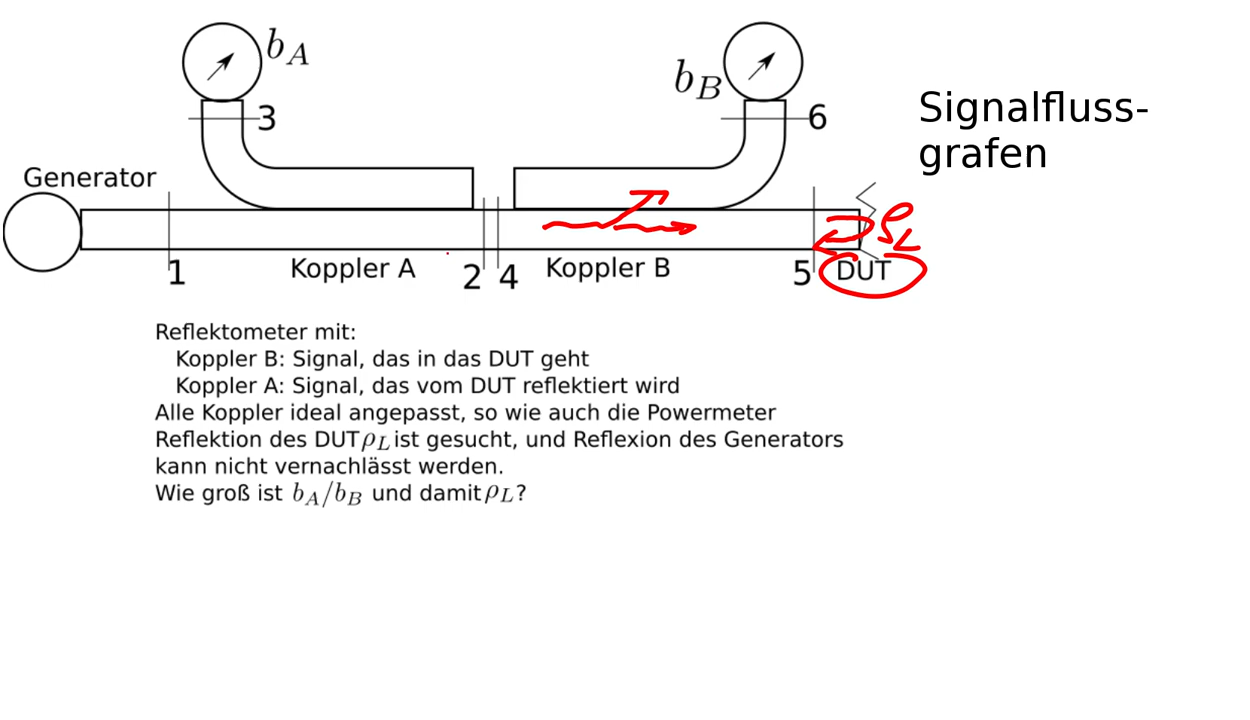 b_A
b_B
3
6
Signalfluss-
grafen
Generator
ρ_L
1
Koppler A
2
4
Koppler B
5
DUT
Reflektometer mit:
Koppler B: Signal, das in das DUT geht
Koppler A: Signal, das vom DUT reflektiert wird
Alle Koppler ideal angepasst, so wie auch die Powermeter
Reflektion des DUT ρ_L ist gesucht, und Reflexion des Generators
kann nicht vernachlässt werden.
Wie groß ist b_A/b_B und damit ρ_L?